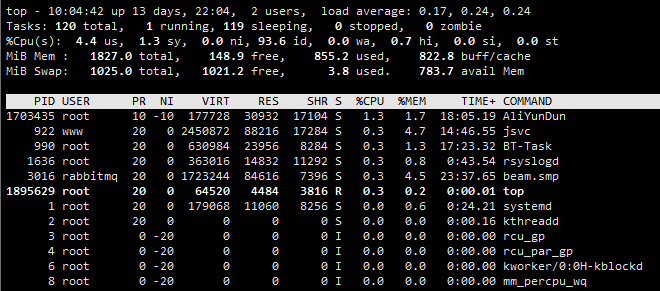 top - 10:04:42 up 13 days, 22:04,  2 users,  load average: 0.17, 0.24, 0.24
Tasks: 120 total,   1 running, 119 sleeping,   0 stopped,   0 zombie
%Cpu(s):  4.4 us,  1.3 sy,  0.0 ni, 93.6 id,  0.0 wa,  0.7 hi,  0.0 si,  0.0 st
MiB Mem :   1827.0 total,    148.9 free,    855.2 used,    822.8 buff/cache
MiB Swap:   1025.0 total,   1021.2 free,      3.8 used.    783.7 avail Mem
PID USER      PR  NI    VIRT    RES    SHR S  %CPU  %MEM     TIME+ COMMAND
1703435 root      10 -10  177728  30932  17104 S   1.3   1.7  18:05.19 AliYunDun
922 www       20   0 2450872  88216  17284 S   0.3   4.7  14:46.55 jsvc
990 root      20   0  630984  23956   8284 S   0.3   1.3  17:23.32 BT-Task
1636 root      20   0  363016  14832  11292 S   0.3   0.8   0:43.54 rsyslogd
3016 rabbitmq  20   0 1723244  84616   7396 S   0.3   4.5  23:37.65 beam.smp
1895629 root      20   0   64520   4484   3816 R   0.3   0.2   0:00.01 top
1 root      20   0  179068  11060   8256 S   0.0   0.6   0:24.21 systemd
2 root      20   0       0      0      0 S   0.0   0.0   0:00.16 kthreadd
3 root       0 -20       0      0      0 I   0.0   0.0   0:00.00 rcu_gp
4 root       0 -20       0      0      0 I   0.0   0.0   0:00.00 rcu_par_gp
6 root       0 -20       0      0      0 I   0.0   0.0   0:00.00 kworker/0:0H-kblockd
8 root       0 -20       0      0      0 I   0.0   0.0   0:00.00 mm_percpu_wq